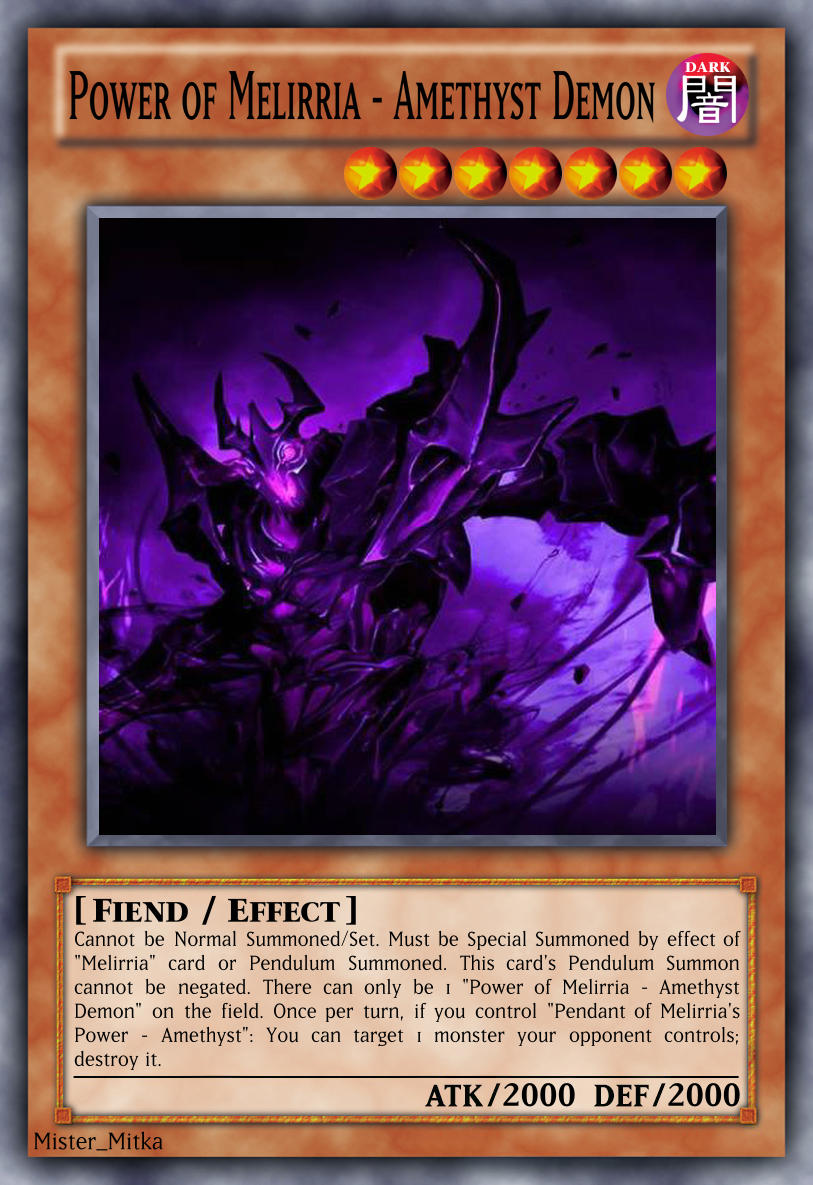 Power of Melirria - Amethyst Demon
DARK
闇
[ Fiend / Effect ]
Cannot be Normal Summoned/Set. Must be Special Summoned by effect of
"Melirria" card or Pendulum Summoned. This card's Pendulum Summon
cannot be negated. There can only be 1 "Power of Melirria - Amethyst
Demon" on the field. Once per turn, if you control "Pendant of Melirria's
Power - Amethyst": You can target 1 monster your opponent controls;
destroy it.
ATK/2000 DEF/2000
Mister_Mitka